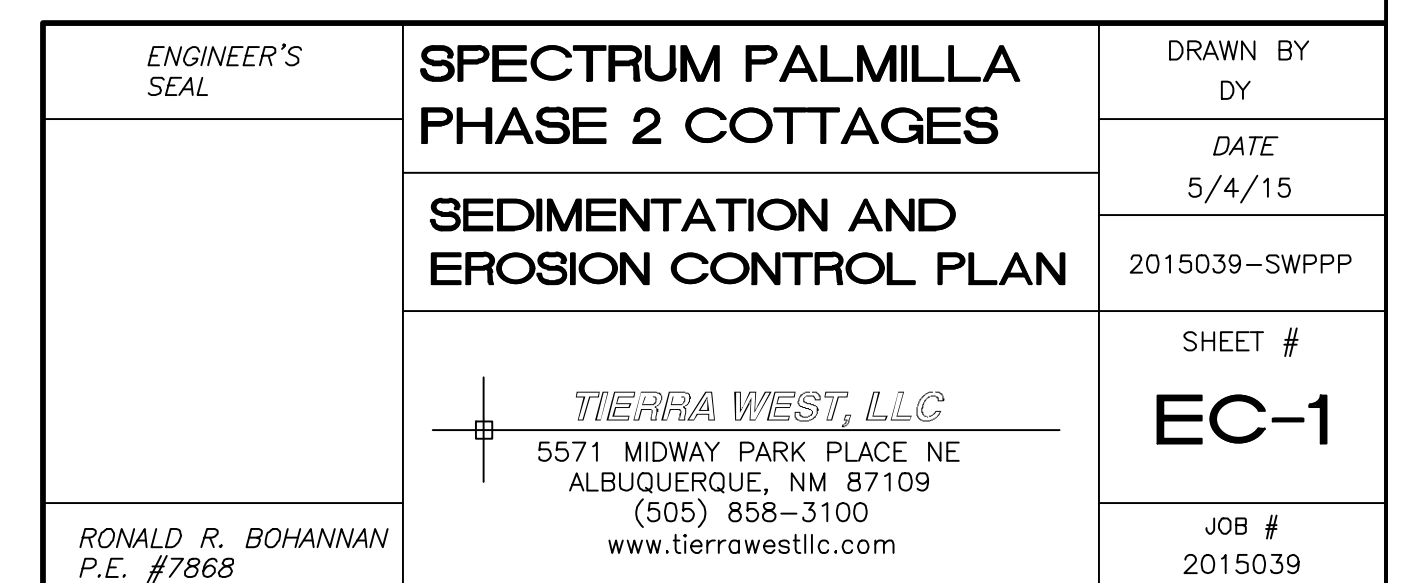 ENGINEER'S
SEAL
RONALD R. BOHANNAN
P.E. #7868
SPECTRUM PALMILLA
PHASE 2 COTTAGES
SEDIMENTATION AND
EROSION CONTROL PLAN
TIERRA WEST, LLC
5571 MIDWAY PARK PLACE NE
ALBUQUERQUE, NM 87109
(505) 858-3100
www.tierrawestllc.com
DRAWN BY
DY
DATE
5/4/15
2015039-SWPPP
SHEET #
EC-1
JOB #
2015039